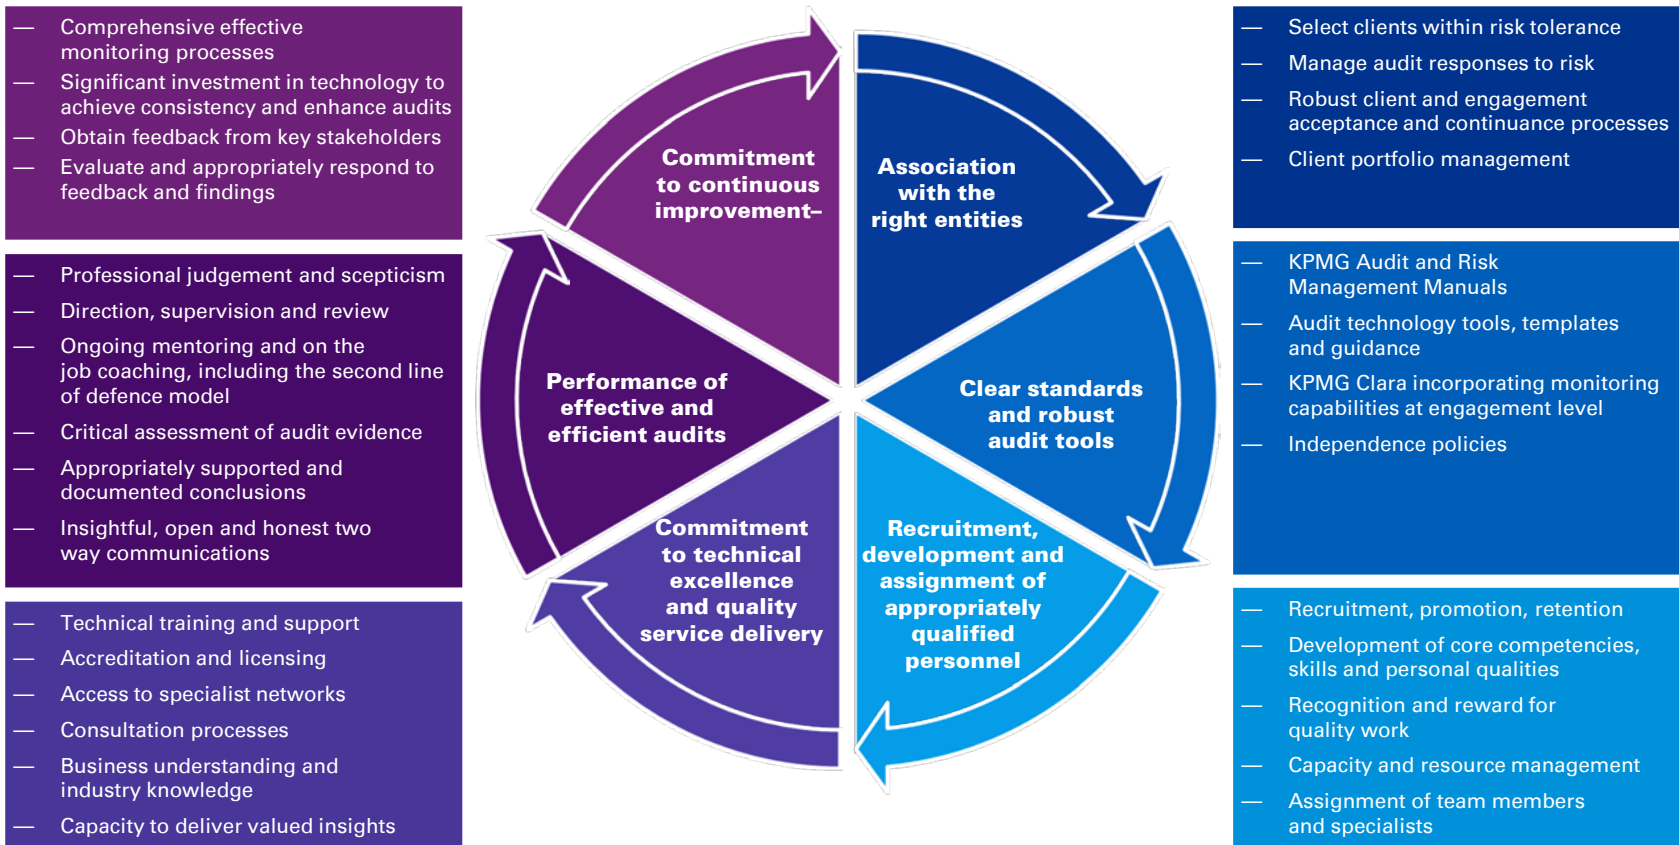 — Comprehensive effective
monitoring processes
— Significant investment in technology to
achieve consistency and enhance audits
— Obtain feedback from key stakeholders
— Evaluate and appropriately respond to
feedback and findings
— Professional judgement and scepticism
— Direction, supervision and review
— Ongoing mentoring and on the
job coaching, including the second line
of defence model
— Critical assessment of audit evidence
— Appropriately supported and
documented conclusions
— Insightful, open and honest two
way communications
— Technical training and support
— Accreditation and licensing
— Access to specialist networks
— Consultation processes
— Business understanding and
industry knowledge
— Capacity to deliver valued insights
Commitment
to continuous
improvement–
Association
with the
right entities
Performance of
effective and
efficient audits
Clear standards
and robust
audit tools
Commitment
to technical
excellence
and quality
service delivery
Recruitment,
development and
assignment of
appropriately
qualified
personnel
— Select clients within risk tolerance
— Manage audit responses to risk
— Robust client and engagement
acceptance and continuance processes
— Client portfolio management
— KPMG Audit and Risk
Management Manuals
— Audit technology tools, templates
and guidance
— KPMG Clara incorporating monitoring
capabilities at engagement level
— Independence policies
— Recruitment, promotion, retention
— Development of core competencies,
skills and personal qualities
— Recognition and reward for
quality work
— Capacity and resource management
— Assignment of team members
and specialists